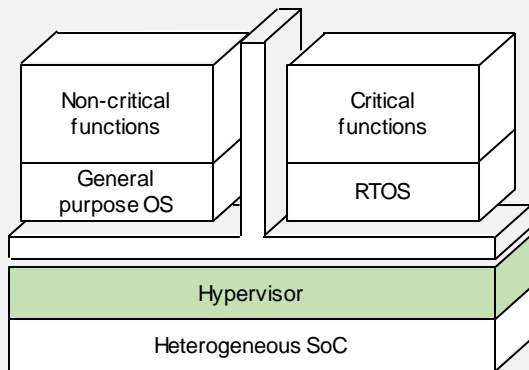 Non-critical
functions
General
purpose OS
Critical
functions
RTOS
Hypervisor
Heterogeneous SoC